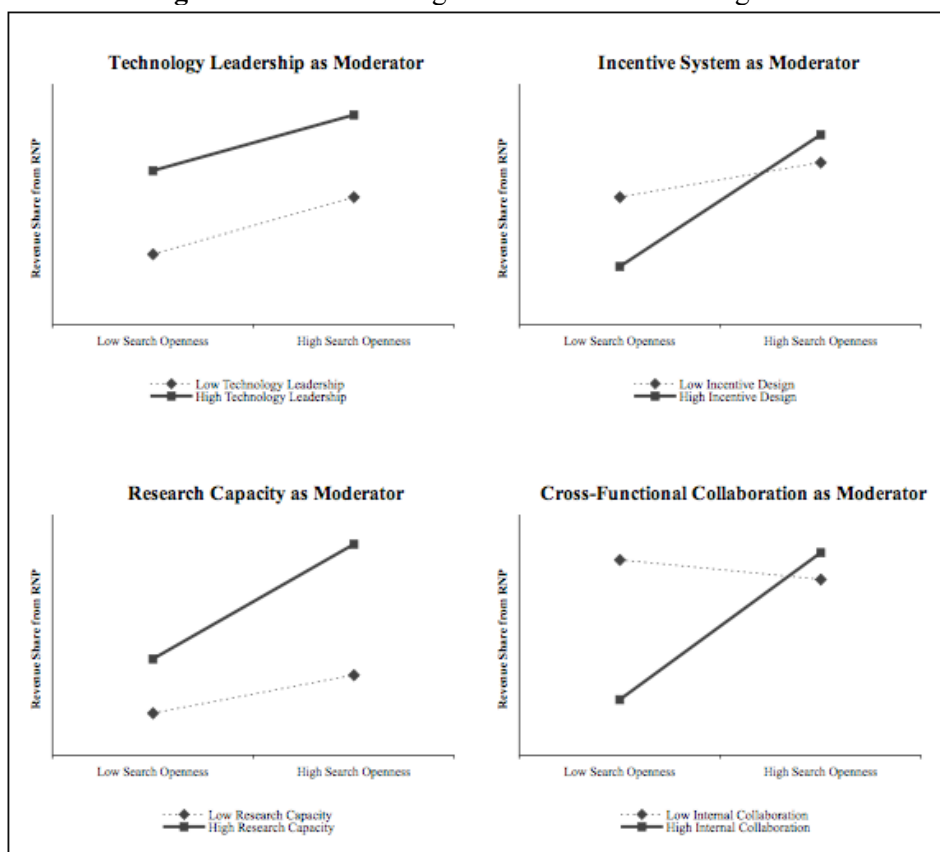 Technology Leadership as Moderator
Revenue Share from RNP
Low Search Openness High Search Openness
Low Technology Leadership
High Technology Leadership
Incentive System as Moderator
Revenue Share from RNP
Low Search Openness High Search Openness
Low Incentive Design
High Incentive Design
Research Capacity as Moderator
Revenue Share from RNP
Low Search Openness High Search Openness
Low Research Capacity
High Research Capacity
Cross-Functional Collaboration as Moderator
Revenue Share from RNP
Low Search Openness High Search Openness
Low Internal Collaboration
High Internal Collaboration